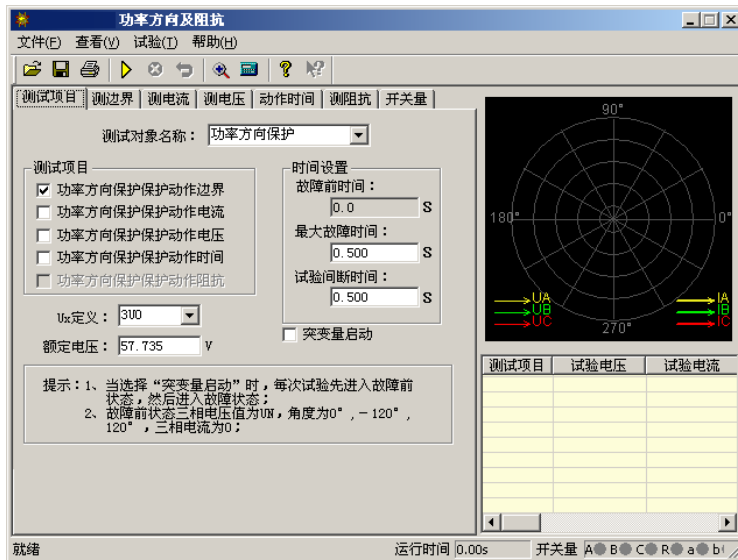 功率方向及阻抗
文件(F) 查看(V) 试验(T) 帮助(H)
测试项目 测边界 测电流 测电压 动作时间 测阻抗 开关量
测试对象名称： 功率方向保护
测试项目
功率方向保护保护动作边界
功率方向保护保护动作电流
功率方向保护保护动作电压
功率方向保护保护动作时间
功率方向保护保护动作阻抗
时间设置
故障前时间：
0.0 S
最大故障时间：
0.500 S
试验间断时间：
0.500 S
Ux定义： 3U0
突变量启动
额定电压： 57.735 V
提示：1、当选择“突变量启动”时，每次试验先进入故障前
状态，然后进入故障状态；
2、故障前状态三相电压值为UN，角度为0°，－120°，
120°，三相电流为0；
90°
180°
0°
270°
UA
UB
UC
IA
IB
IC
测试项目 试验电压 试验电流
就绪
运行时间 0.00s 开关量 A B C R a b